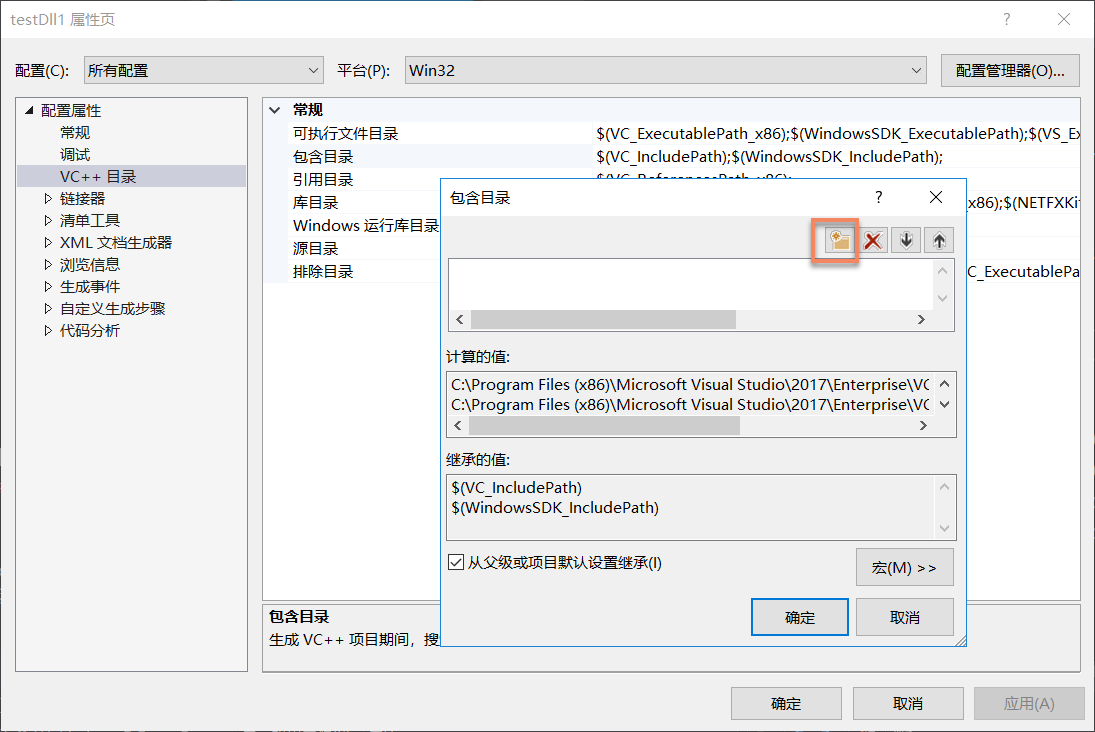 testDll1 属性页
配置(C): 所有配置 平台(P): Win32 配置管理器(O)...
配置属性
常规
调试
VC++ 目录
链接器
清单工具
XML 文档生成器
浏览信息
生成事件
自定义生成步骤
代码分析
常规
可执行文件目录 $(VC_ExecutablePath_x86);$(WindowsSDK_ExecutablePath);$(VS_Ex
包含目录 $(VC_IncludePath);$(WindowsSDK_IncludePath);
引用目录 $(VC_ReferencesPath_x86);
库目录 _x86);$(NETFXKit
Windows 运行库目录
源目录
排除目录 C_ExecutablePa
包含目录
?
计算的值:
C:\Program Files (x86)\Microsoft Visual Studio\2017\Enterprise\VC
C:\Program Files (x86)\Microsoft Visual Studio\2017\Enterprise\VC
继承的值:
$(VC_IncludePath)
$(WindowsSDK_IncludePath)
从父级或项目默认设置继承(I)
宏(M) >>
确定 取消
包含目录
生成 VC++ 项目期间，搜
确定 取消 应用(A)